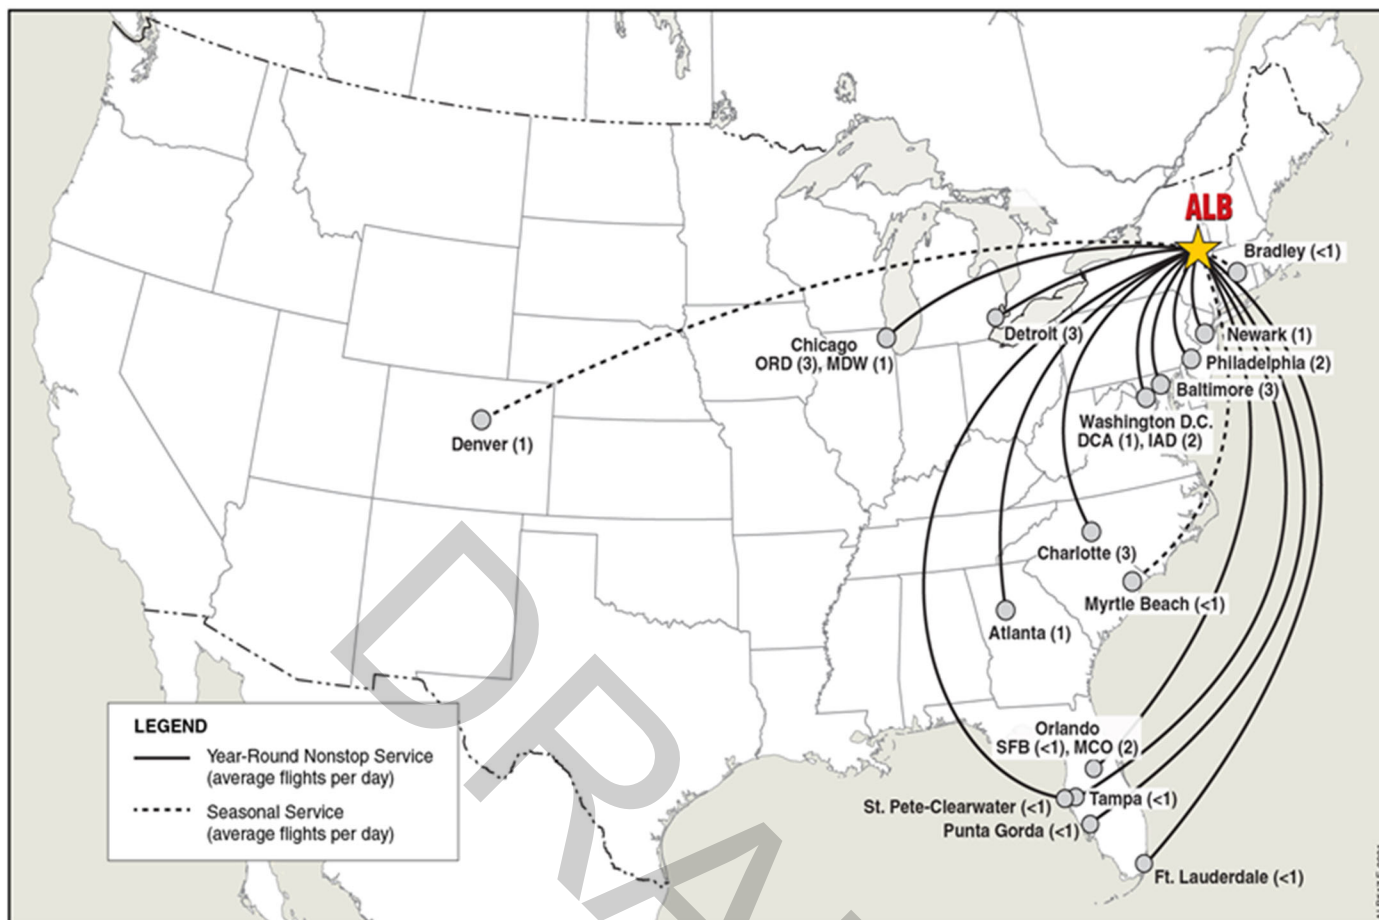 ALB
Bradley (<1)
Newark (1)
Detroit (3)
Chicago
ORD (3), MDW (1)
Philadelphia (2)
Baltimore (3)
Washington D.C.
DCA (1), IAD (2)
Denver (1)
Charlotte (3)
Myrtle Beach (<1)
Atlanta (1)
Orlando
SFB (<1), MCO (2)
St. Pete-Clearwater (<1)
Tampa (<1)
Punta Gorda (<1)
Ft. Lauderdale (<1)
LEGEND
Year-Round Nonstop Service
(average flights per day)
Seasonal Service
(average flights per day)
DRA